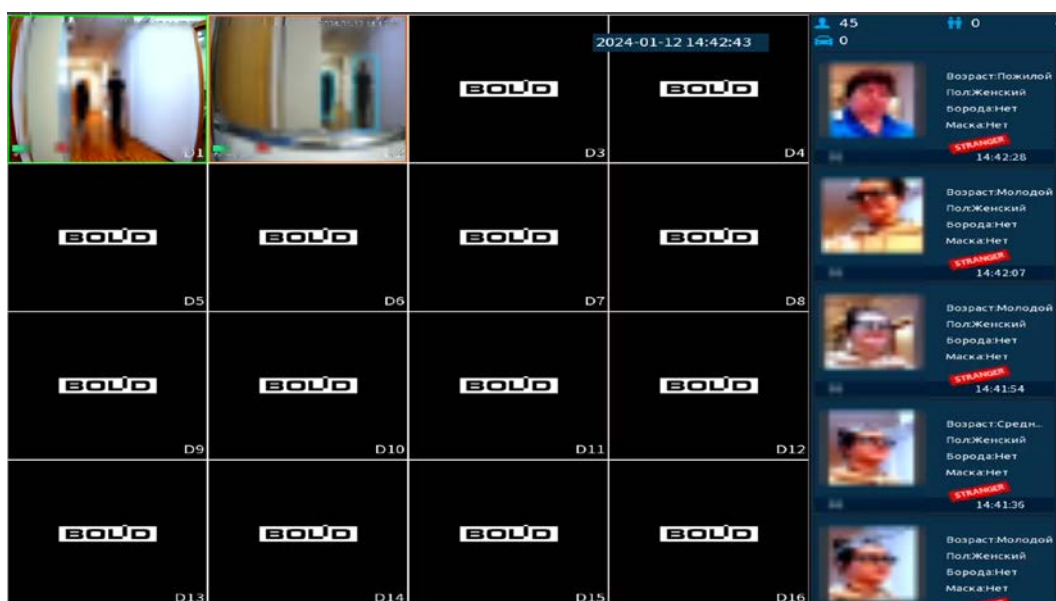 2024-01-12 14:42:43
D1
BOLID
D3
BOLID
D4
BOLID
D5
BOLID
D6
BOLID
D7
BOLID
D8
BOLID
D9
BOLID
D10
BOLID
D11
BOLID
D12
BOLID
D13
BOLID
D14
BOLID
D15
BOLID
D16
45
0
0
Возраст:Пожилой
Пол:Женский
Борода:Нет
Маска:Нет
STRANGER
14:42:28
Возраст:Молодой
Пол:Женский
Борода:Нет
Маска:Нет
STRANGER
14:42:07
Возраст:Молодой
Пол:Женский
Борода:Нет
Маска:Нет
STRANGER
14:41:54
Возраст:Средн...
Пол:Женский
Борода:Нет
Маска:Нет
STRANGER
14:41:36
Возраст:Молодой
Пол:Женский
Борода:Нет
Маска:Нет